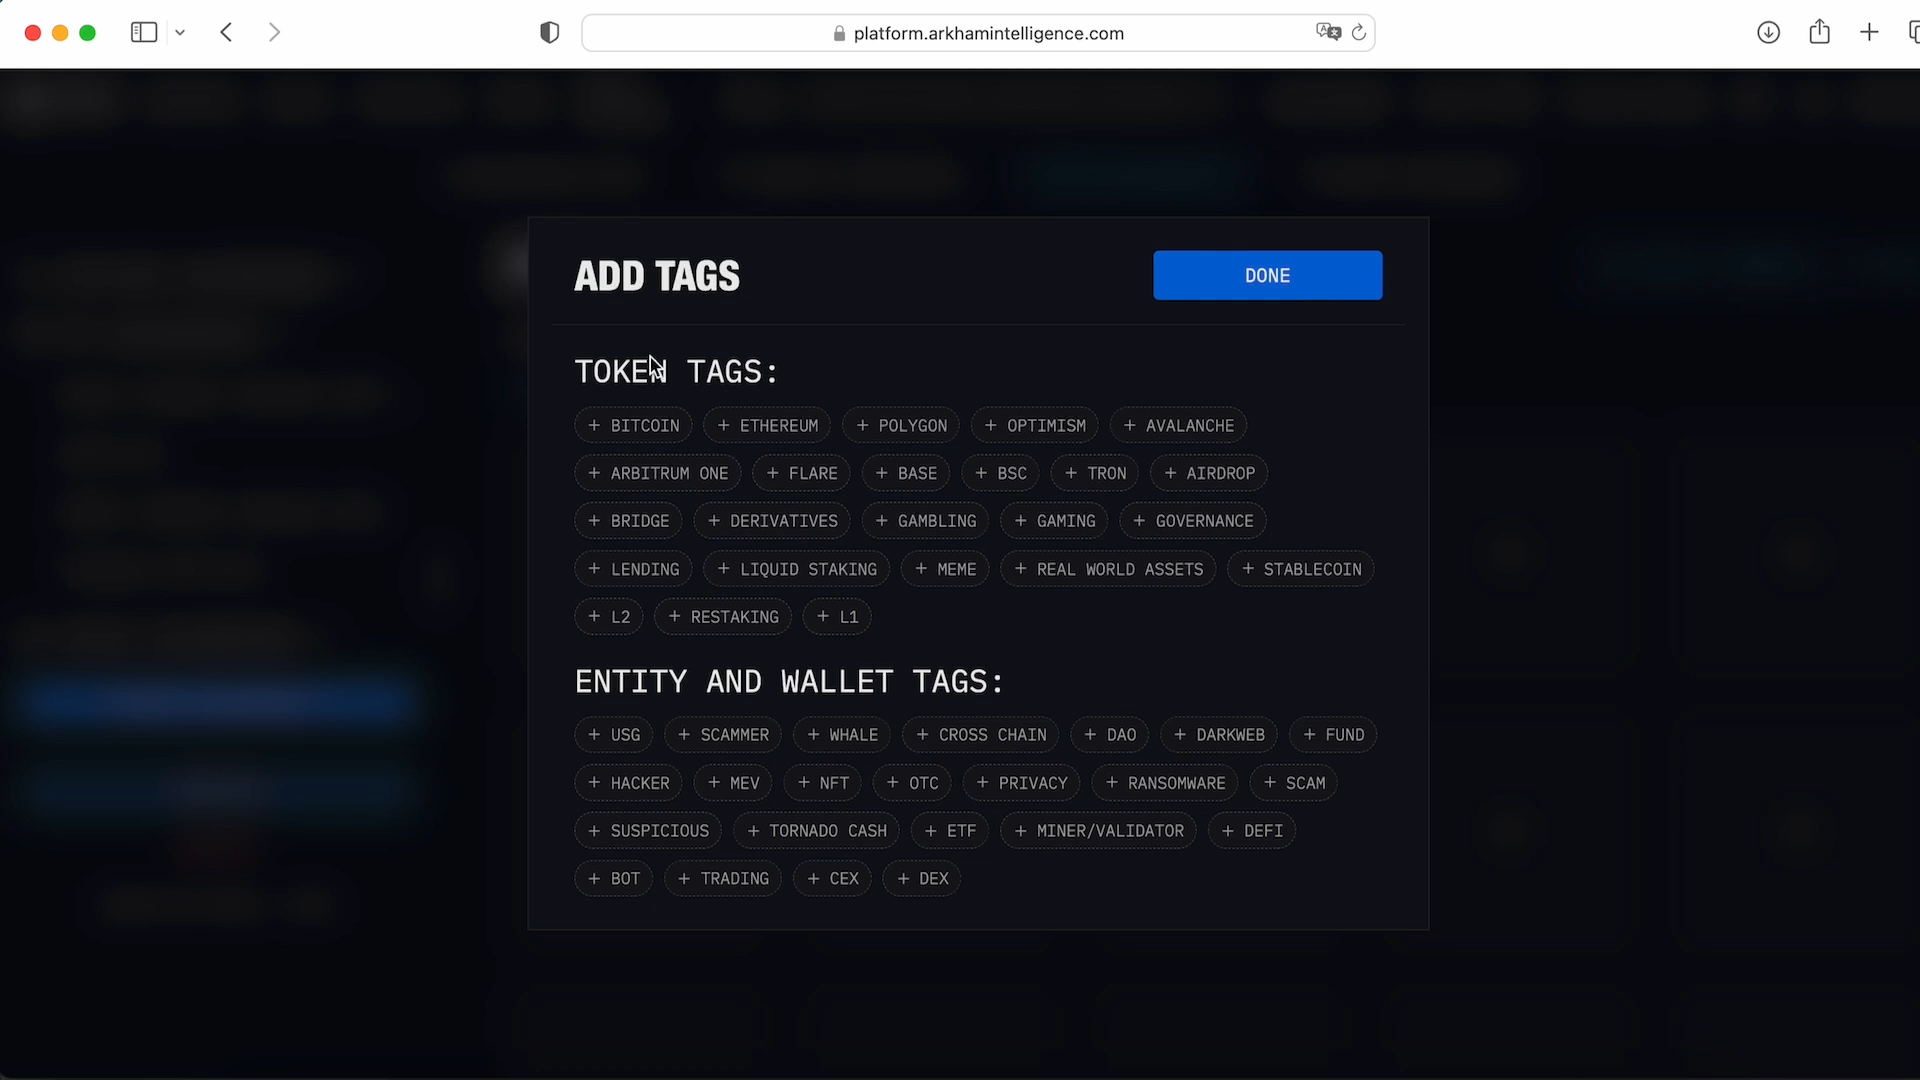 platform.arkhamintelligence.com
ADD TAGS
DONE
TOKEN TAGS:
+ BITCOIN + ETHEREUM + POLYGON + OPTIMISM + AVALANCHE
+ ARBITRUM ONE + FLARE + BASE + BSC + TRON + AIRDROP
+ BRIDGE + DERIVATIVES + GAMBLING + GAMING + GOVERNANCE
+ LENDING + LIQUID STAKING + MEME + REAL WORLD ASSETS + STABLECOIN
+ L2 + RESTAKING + L1
ENTITY AND WALLET TAGS:
+ USG + SCAMMER + WHALE + CROSS CHAIN + DAO + DARKWEB + FUND
+ HACKER + MEV + NFT + OTC + PRIVACY + RANSOMWARE + SCAM
+ SUSPICIOUS + TORNADO CASH + ETF + MINER/VALIDATOR + DEFI
+ BOT + TRADING + CEX + DEX